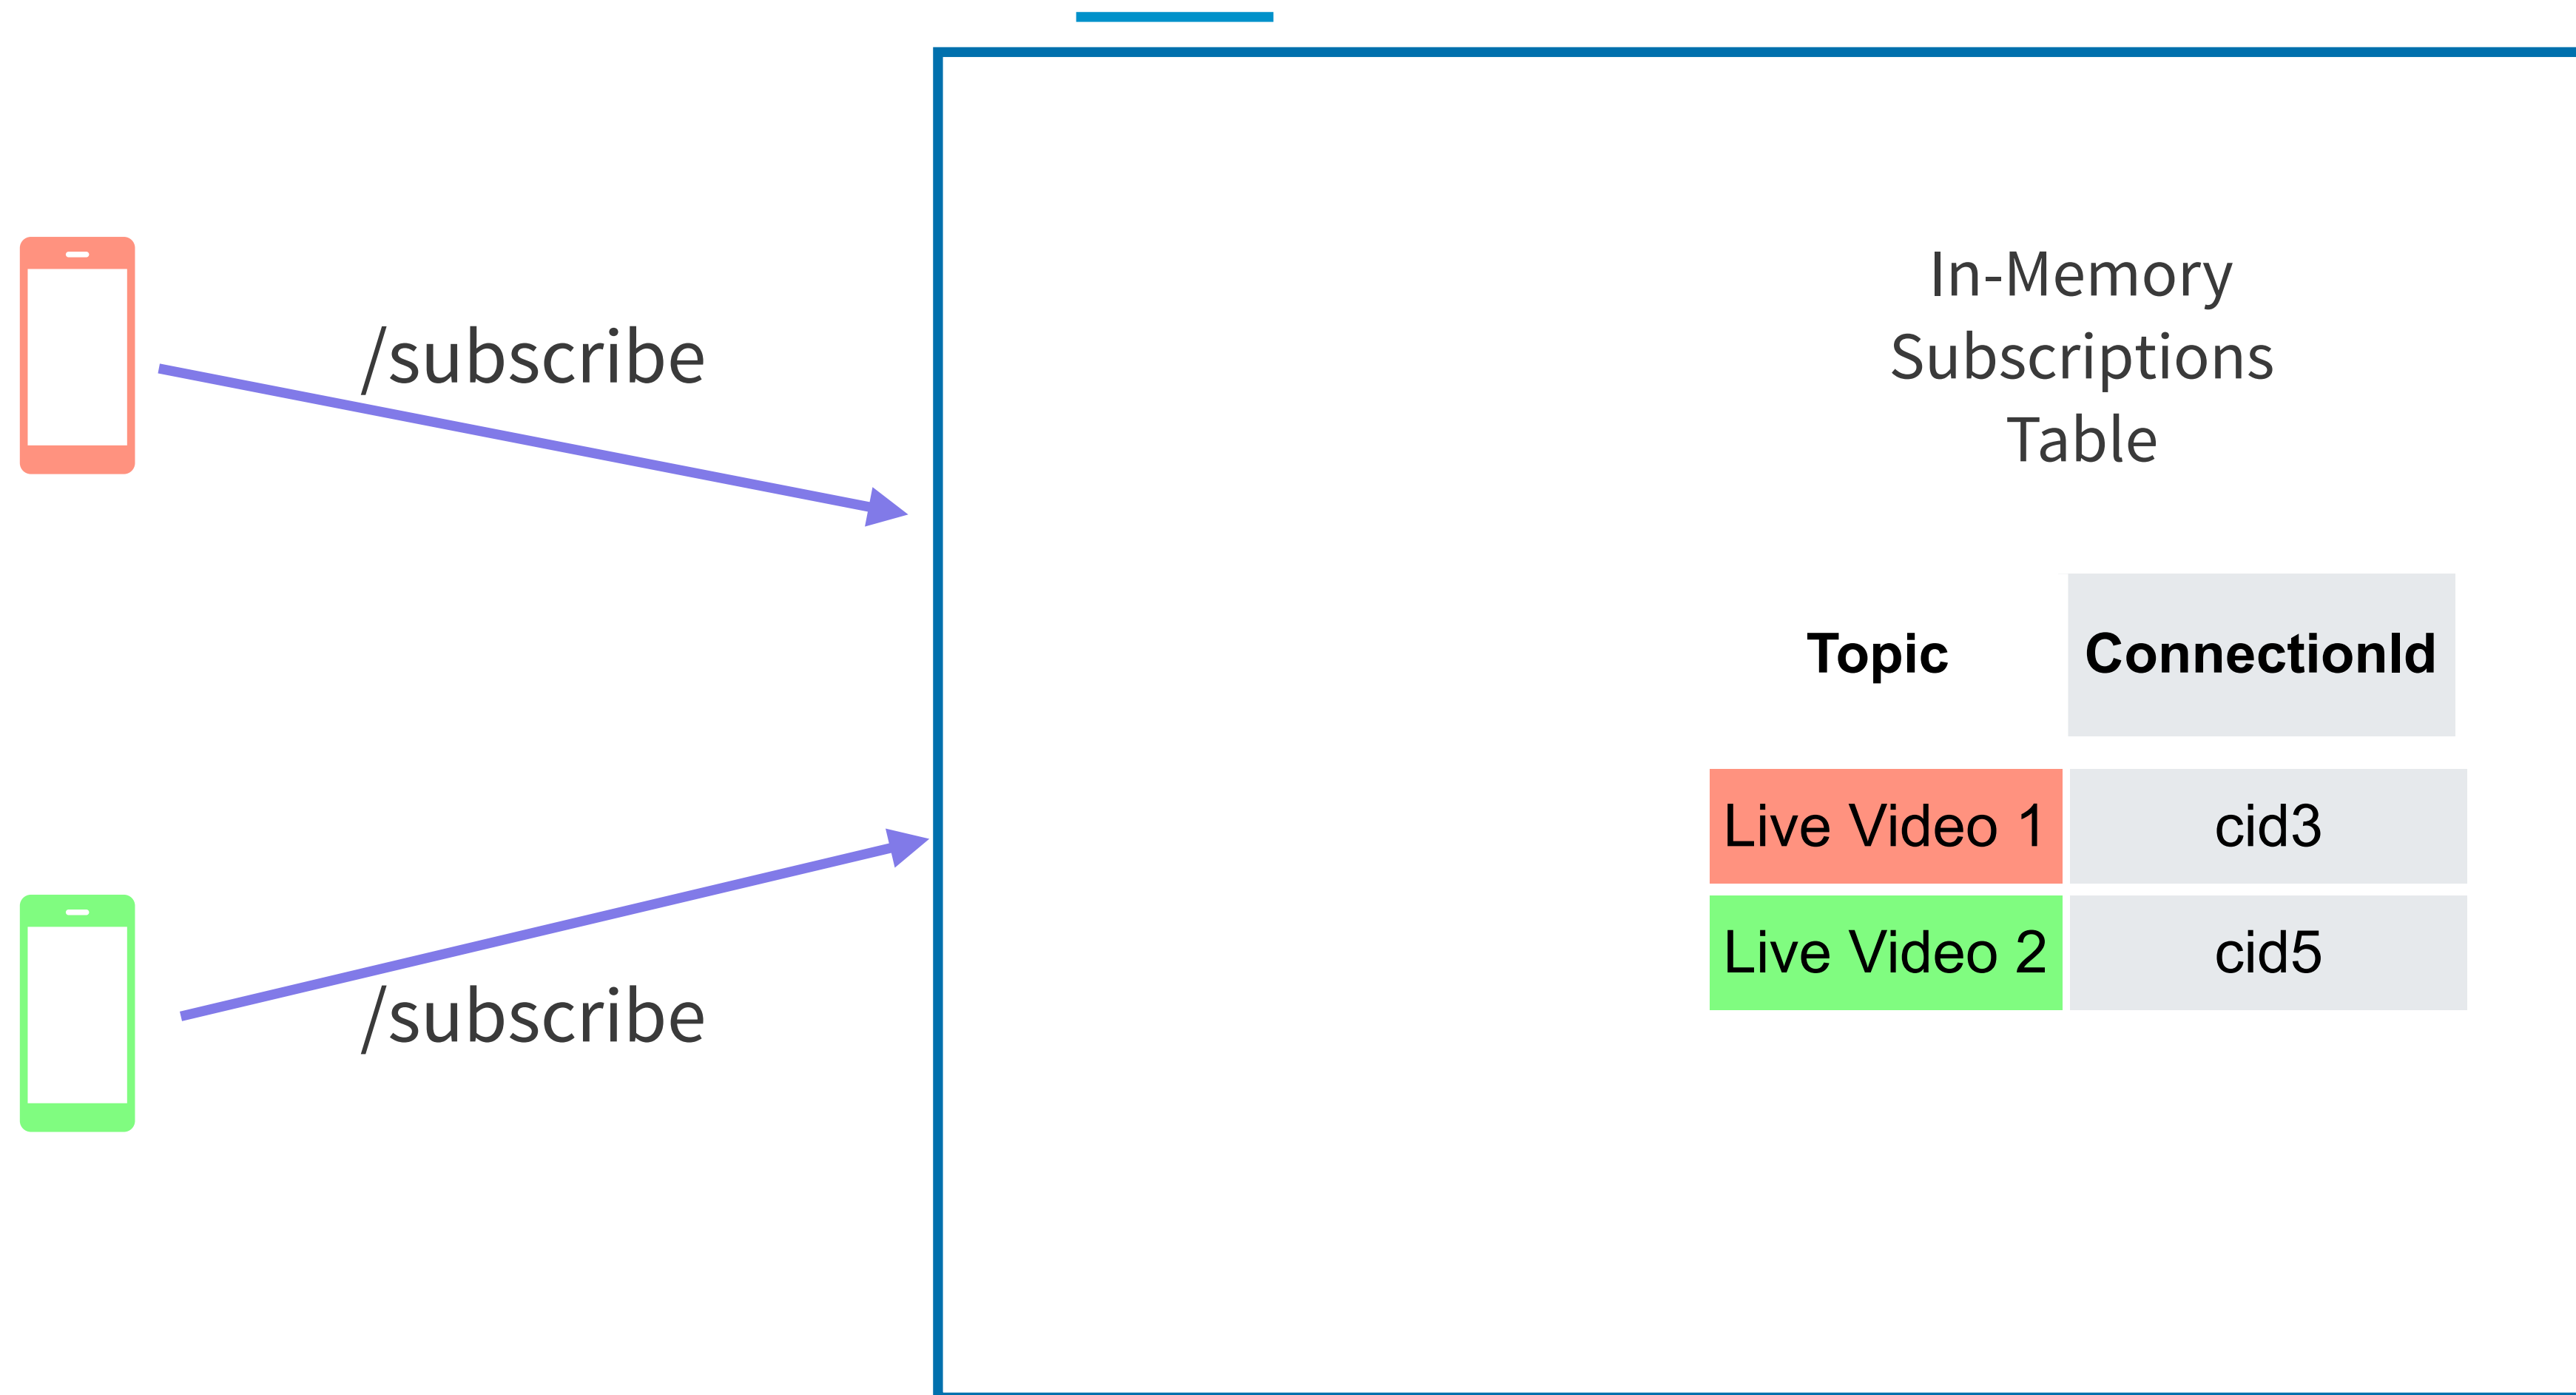 /subscribe
/subscribe
In-Memory
Subscriptions
Table
Topic ConnectionId
Live Video 1 cid3
Live Video 2 cid5